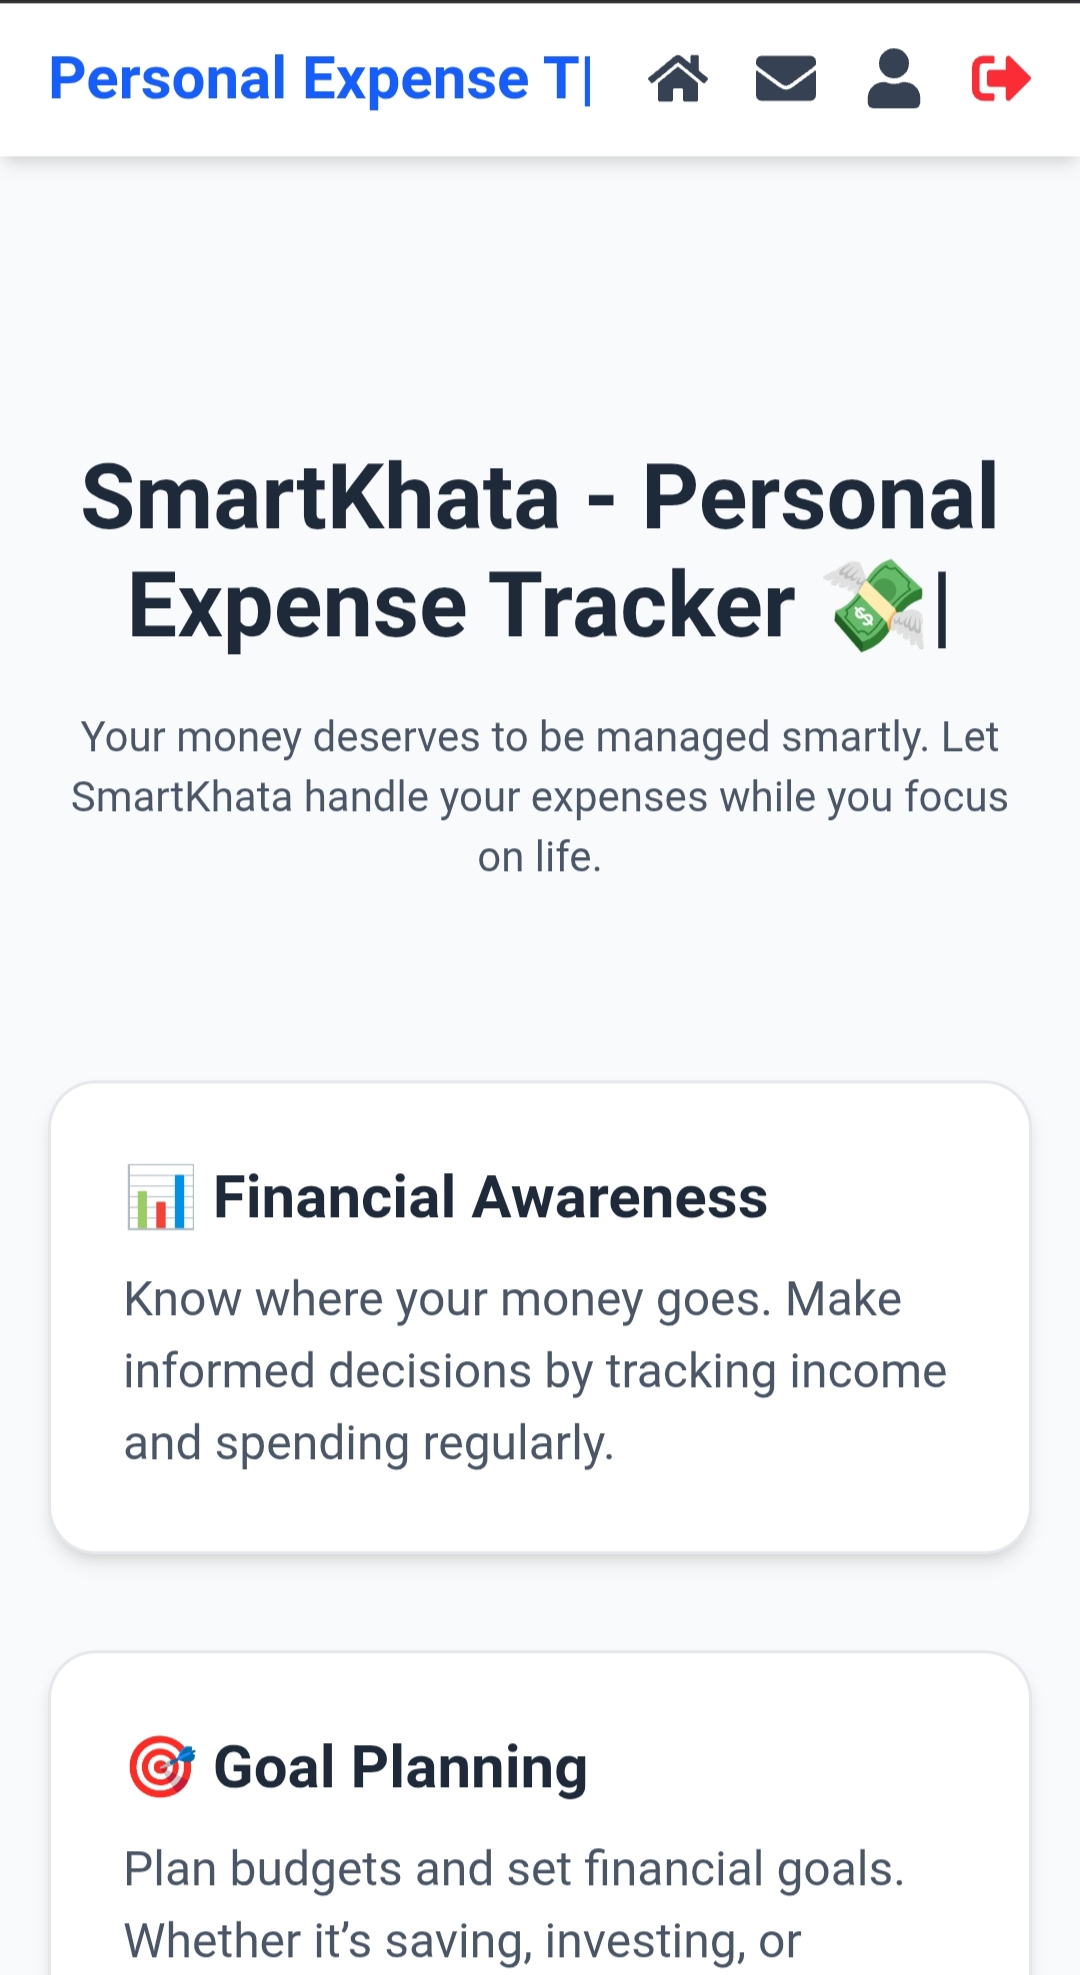 Personal Expense T|
SmartKhata - Personal
Expense Tracker 💸|
Your money deserves to be managed smartly. Let
SmartKhata handle your expenses while you focus
on life.
📊 Financial Awareness
Know where your money goes. Make
informed decisions by tracking income
and spending regularly.
🎯 Goal Planning
Plan budgets and set financial goals.
Whether it’s saving, investing, or